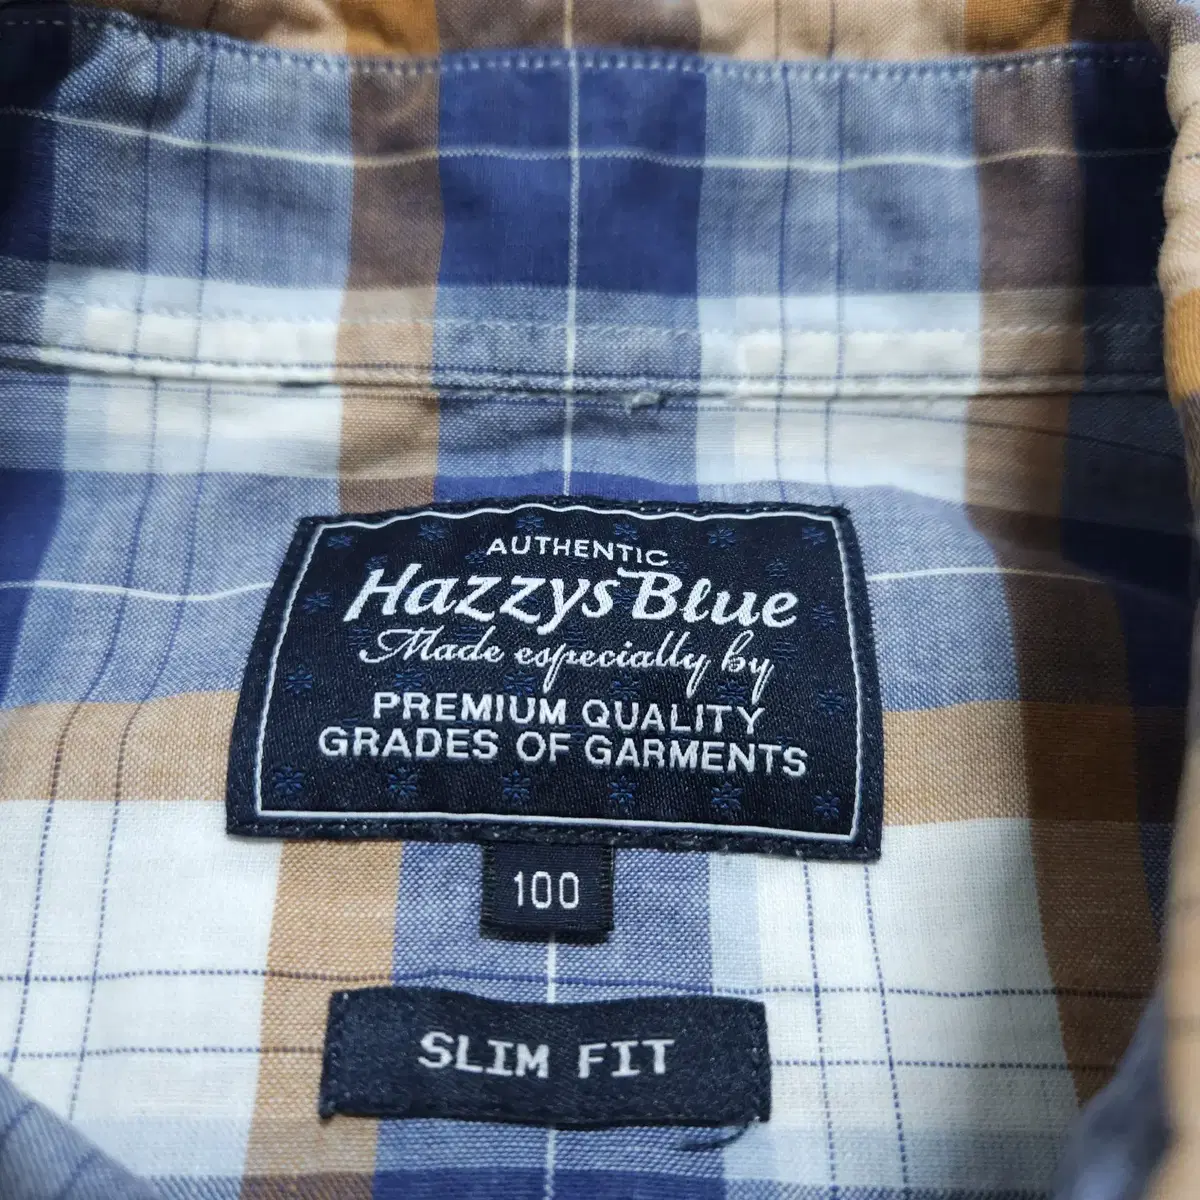 AUTHENTIC
Hazzys Blue
Made especially by
PREMIUM QUALITY
GRADES OF GARMENTS
100
SLIM FIT